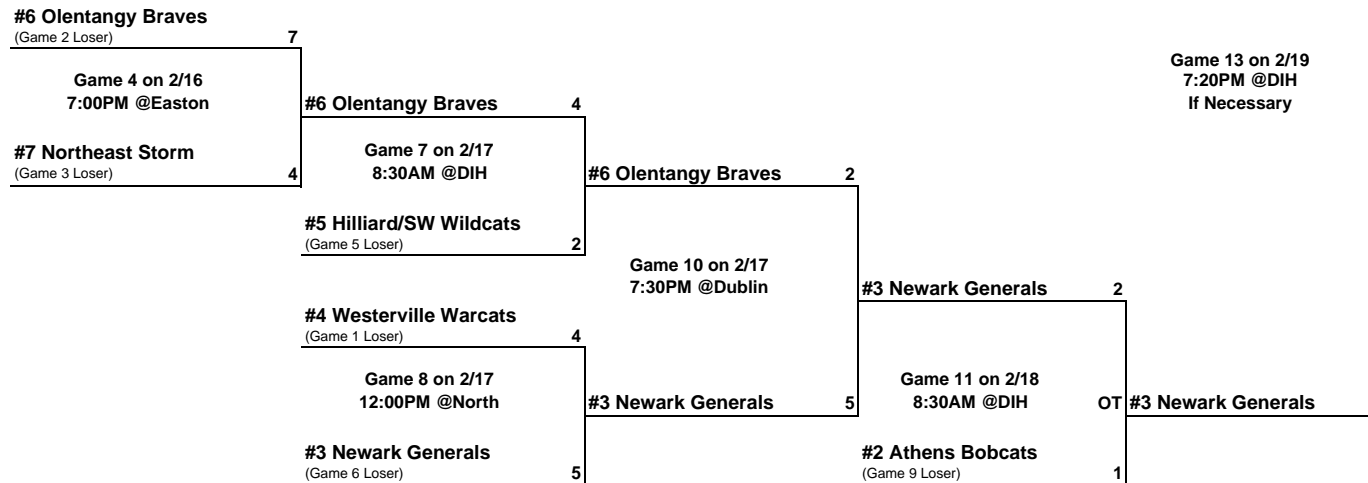 #6 Olentangy Braves
(Game 2 Loser) 7
Game 4 on 2/16
7:00PM @Easton
#7 Northeast Storm
(Game 3 Loser) 4
#6 Olentangy Braves 4
Game 7 on 2/17
8:30AM @DIH
#5 Hilliard/SW Wildcats
(Game 5 Loser) 2
#4 Westerville Warcats
(Game 1 Loser) 4
Game 8 on 2/17
12:00PM @North
#3 Newark Generals
(Game 6 Loser) 5
#6 Olentangy Braves 2
Game 10 on 2/17
7:30PM @Dublin
#3 Newark Generals 5
#3 Newark Generals 2
Game 11 on 2/18
8:30AM @DIH OT
#2 Athens Bobcats
(Game 9 Loser) 1
#3 Newark Generals
Game 13 on 2/19
7:20PM @DIH
If Necessary